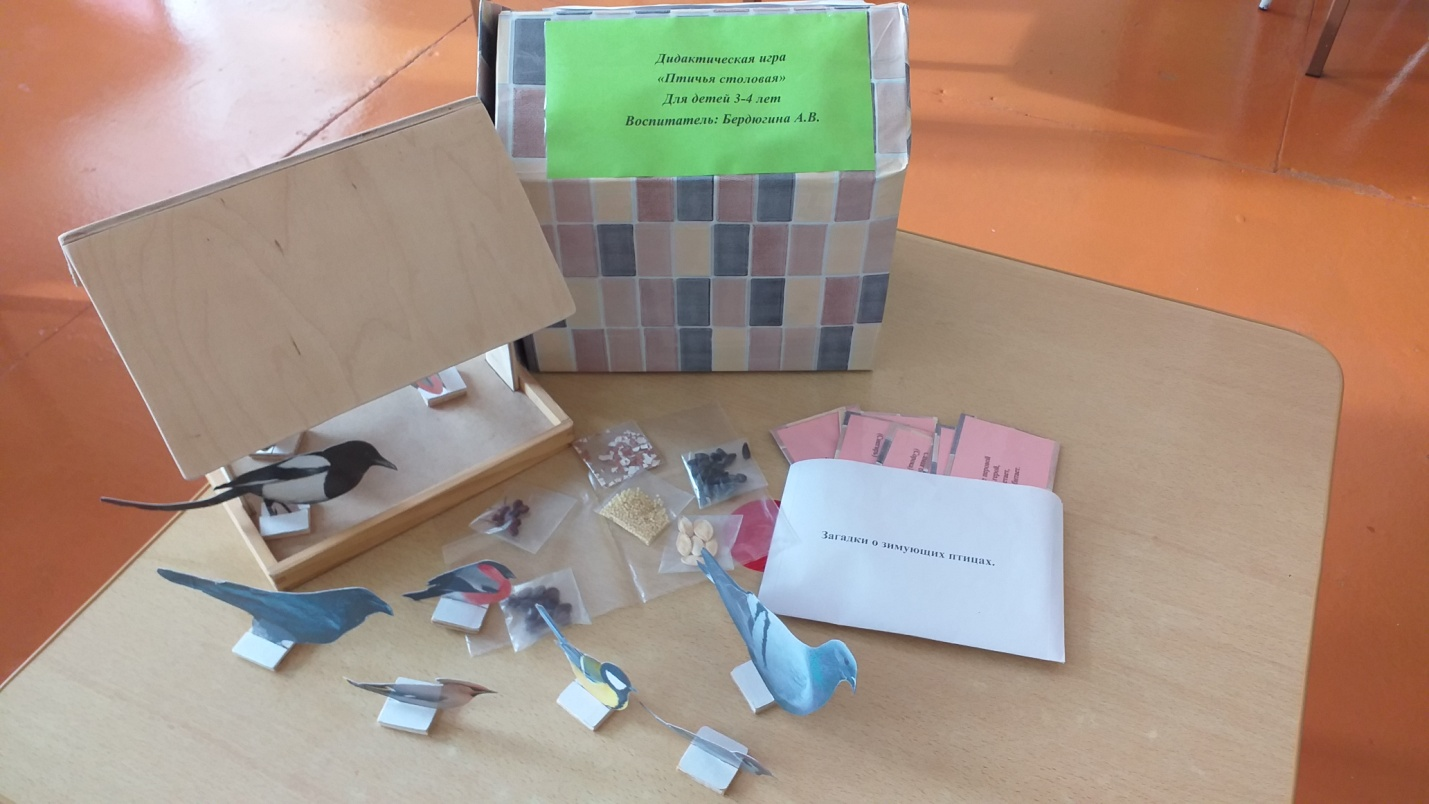 Дидактическая игра
«Птичья столовая»
Для детей 3-4 лет
Воспитатель: Бердюгина А.В.
Загадки о зимующих птицах.